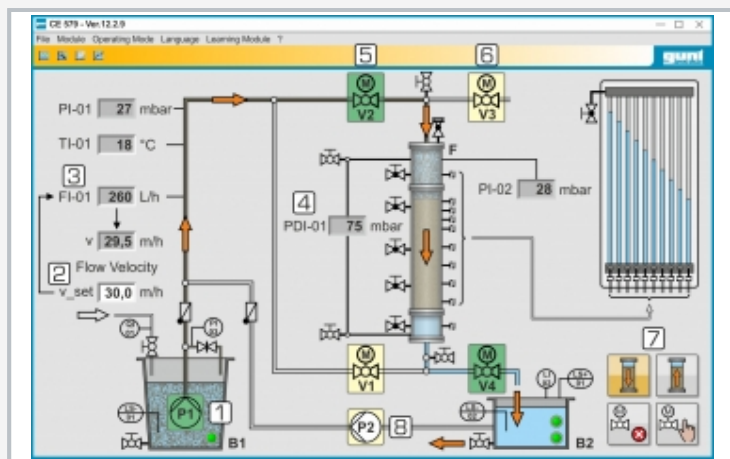 CE 579 - Ver.12.2.9
File Module Operating Mode Language Learning Module ?
gunt
5
6
M
V2
M
V3
PI-01 27 mbar
TI-01 18 °C
3
FI-01 260 L/h
v 29,5 m/h
2 Flow Velocity
v_set 30,0 m/h
F
4
PDI-01 75 mbar
PI-02 28 mbar
7
M
V1
M
V4
P1
1
B1
P2
8
B2
M
M